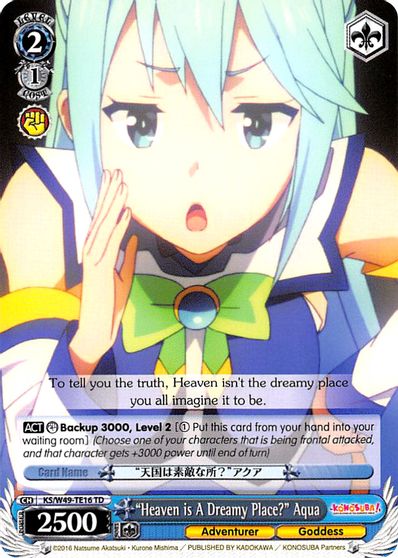 LEVEL
2
1
COST
To tell you the truth, Heaven isn't the dreamy place
you all imagine it to be.
ACT Backup 3000, Level 2 [① Put this card from your hand into your
waiting room] (Choose one of your characters that is being frontal attacked,
and that character gets +3000 power until end of turn)
Card Name
“天国は素敵な所？”アクア
CH KS/W49-TE16 TD
POWER
2500
"Heaven is A Dreamy Place?" Aqua
KONOSUBA!
Adventurer
Goddess
©2016 Natsume Akatsuki・Kurone Mishima / PUBLISHED BY KADOKAWA / KONOSUBA Partners